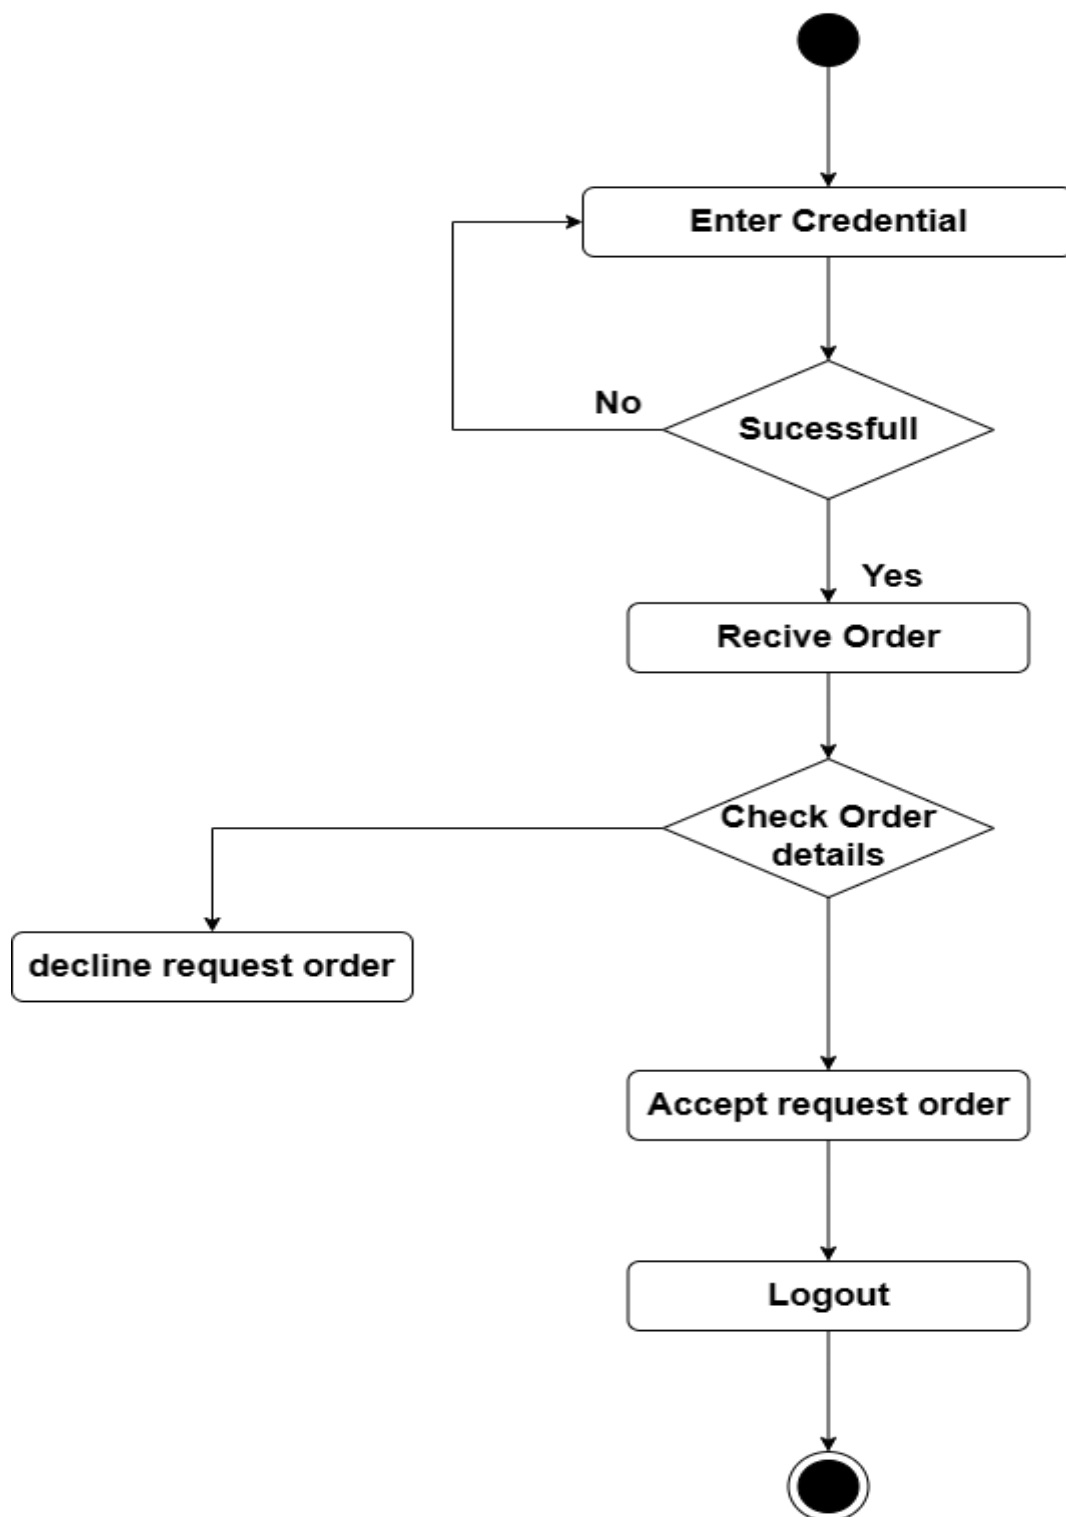 Enter Credential
No
Sucessfull
Yes
Recive Order
Check Order
details
decline request order
Accept request order
Logout